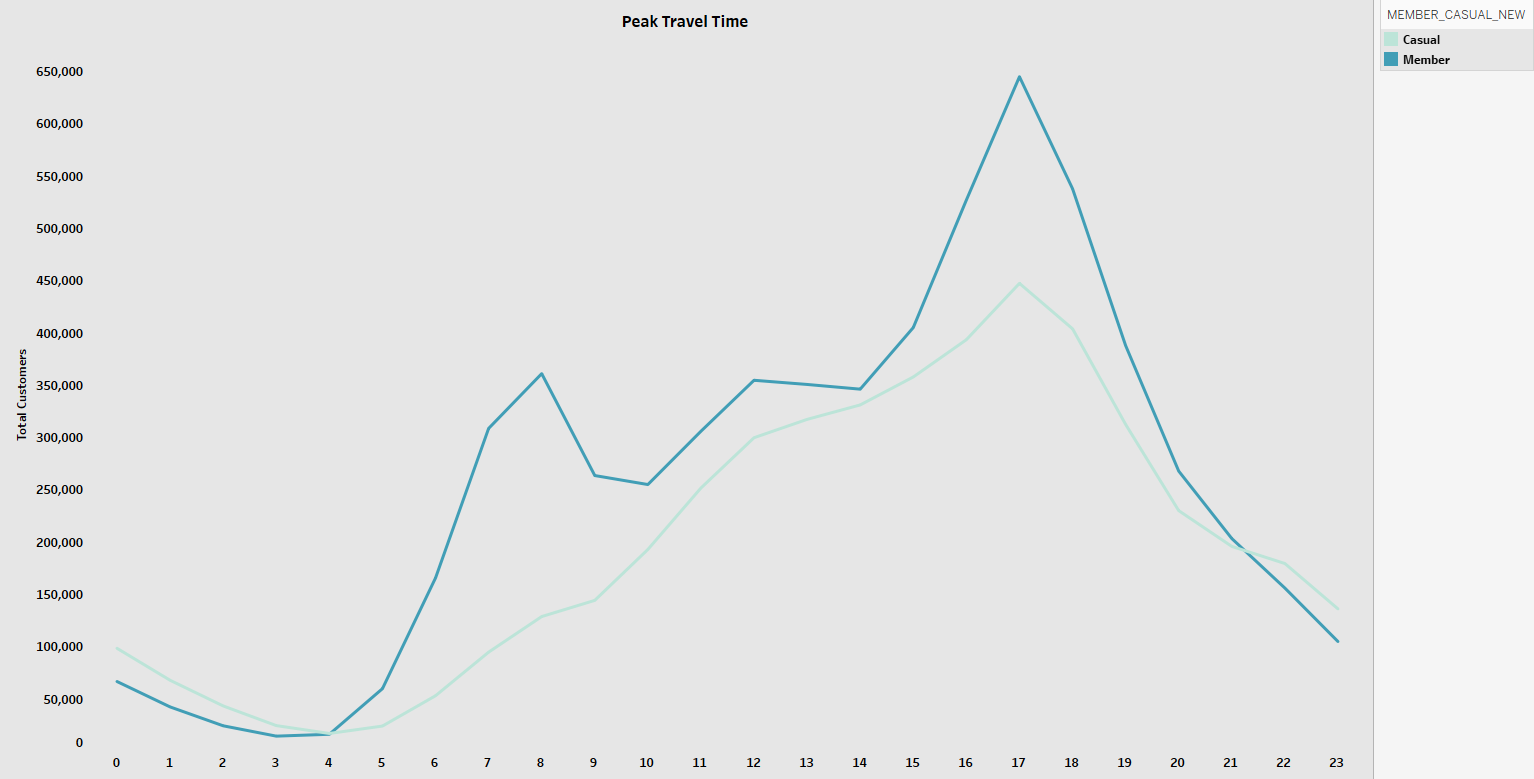 Peak Travel Time
MEMBER_CASUAL_NEW
Casual
Member
Total Customers
650,000
600,000
550,000
500,000
450,000
400,000
350,000
300,000
250,000
200,000
150,000
100,000
50,000
0
0 1 2 3 4 5 6 7 8 9 10 11 12 13 14 15 16 17 18 19 20 21 22 23